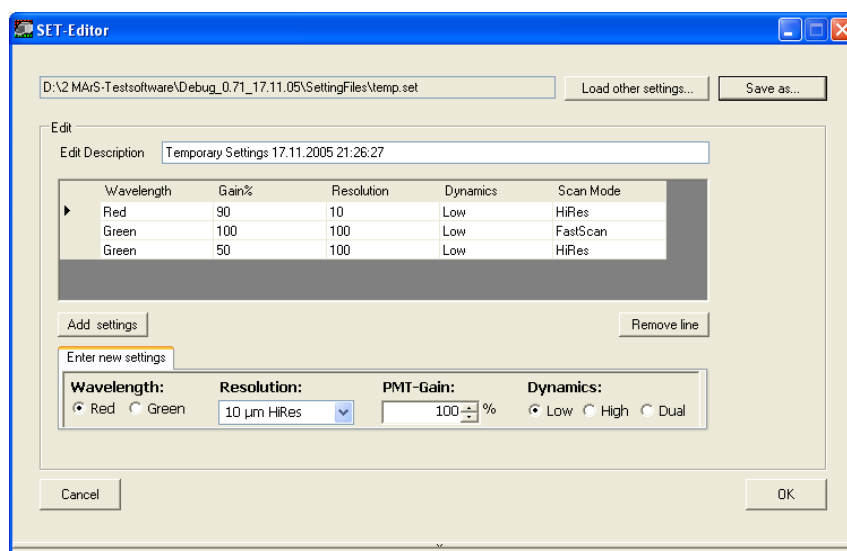 SET-Editor
D:\2 MArS-Testsoftware\Debug_0.71_17.11.05\SettingFiles\temp.set
Load other settings...
Save as...
Edit
Edit Description
Temporary Settings 17.11.2005 21:26:27
Wavelength Gain% Resolution Dynamics Scan Mode
Red 90 10 Low HiRes
Green 100 100 Low FastScan
Green 50 100 Low HiRes
Add settings
Remove line
Enter new settings
Wavelength: Resolution: PMT-Gain: Dynamics:
Red Green 10 µm HiRes 100 % Low High Dual
Cancel
OK